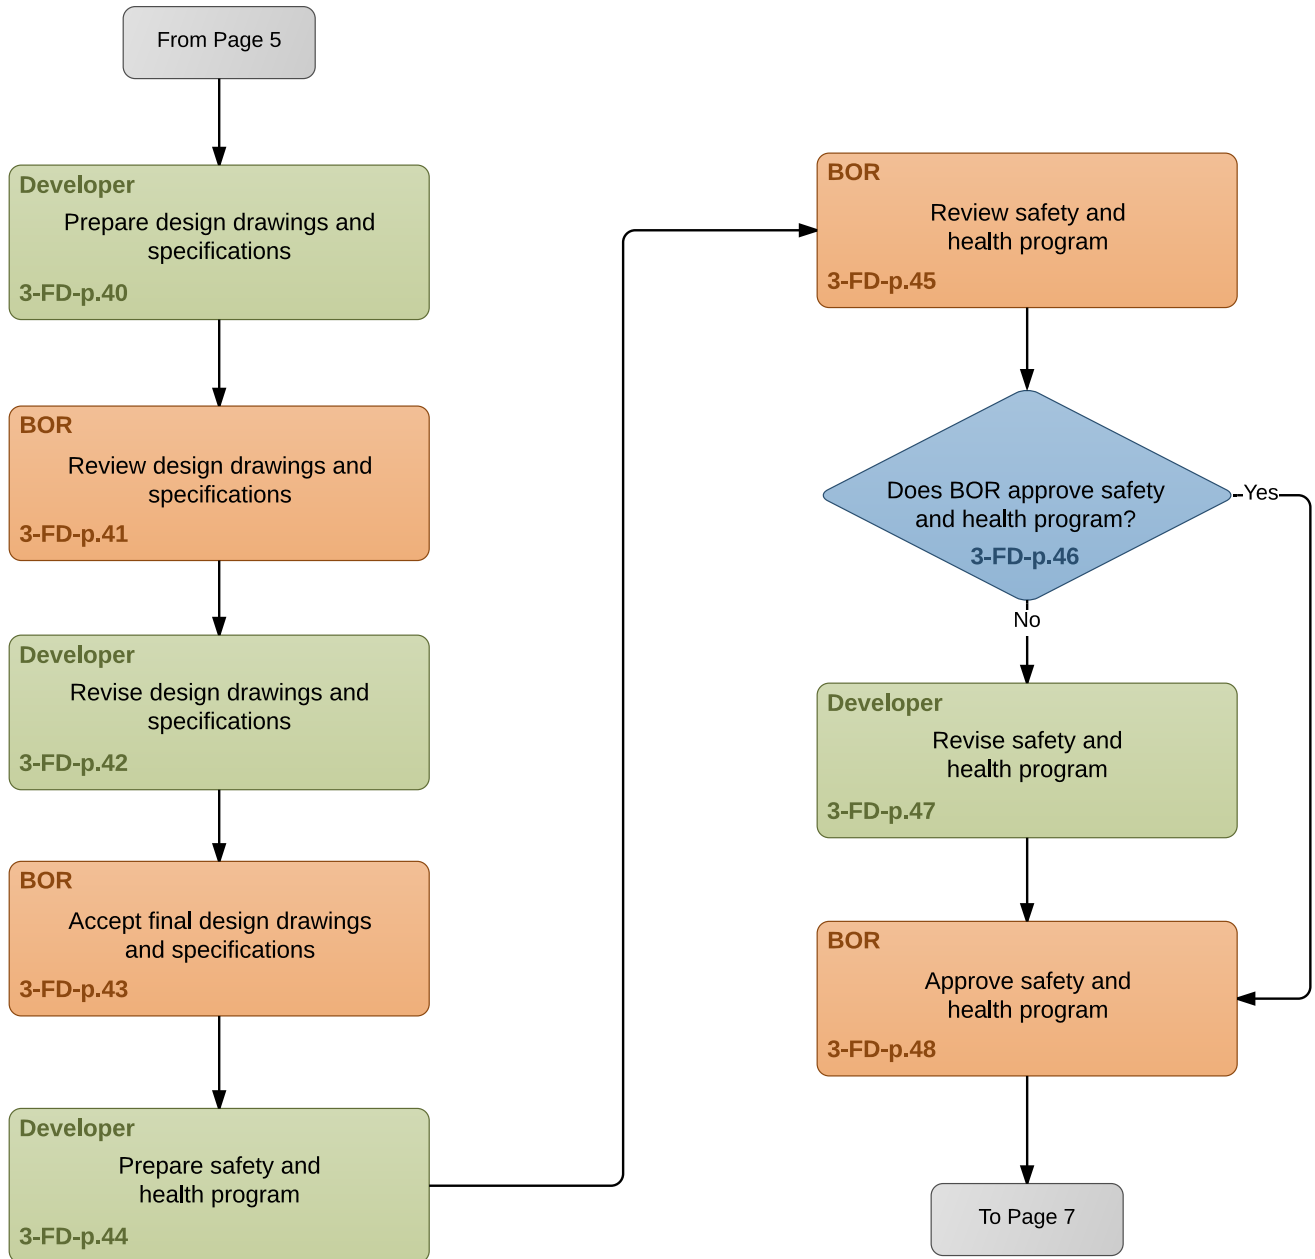 From Page 5
Developer
Prepare design drawings and
specifications
3-FD-p.40
BOR
Review design drawings and
specifications
3-FD-p.41
Developer
Revise design drawings and
specifications
3-FD-p.42
BOR
Accept final design drawings
and specifications
3-FD-p.43
Developer
Prepare safety and
health program
3-FD-p.44
BOR
Review safety and
health program
3-FD-p.45
Does BOR approve safety
and health program?
3-FD-p.46
Yes
No
Developer
Revise safety and
health program
3-FD-p.47
BOR
Approve safety and
health program
3-FD-p.48
To Page 7